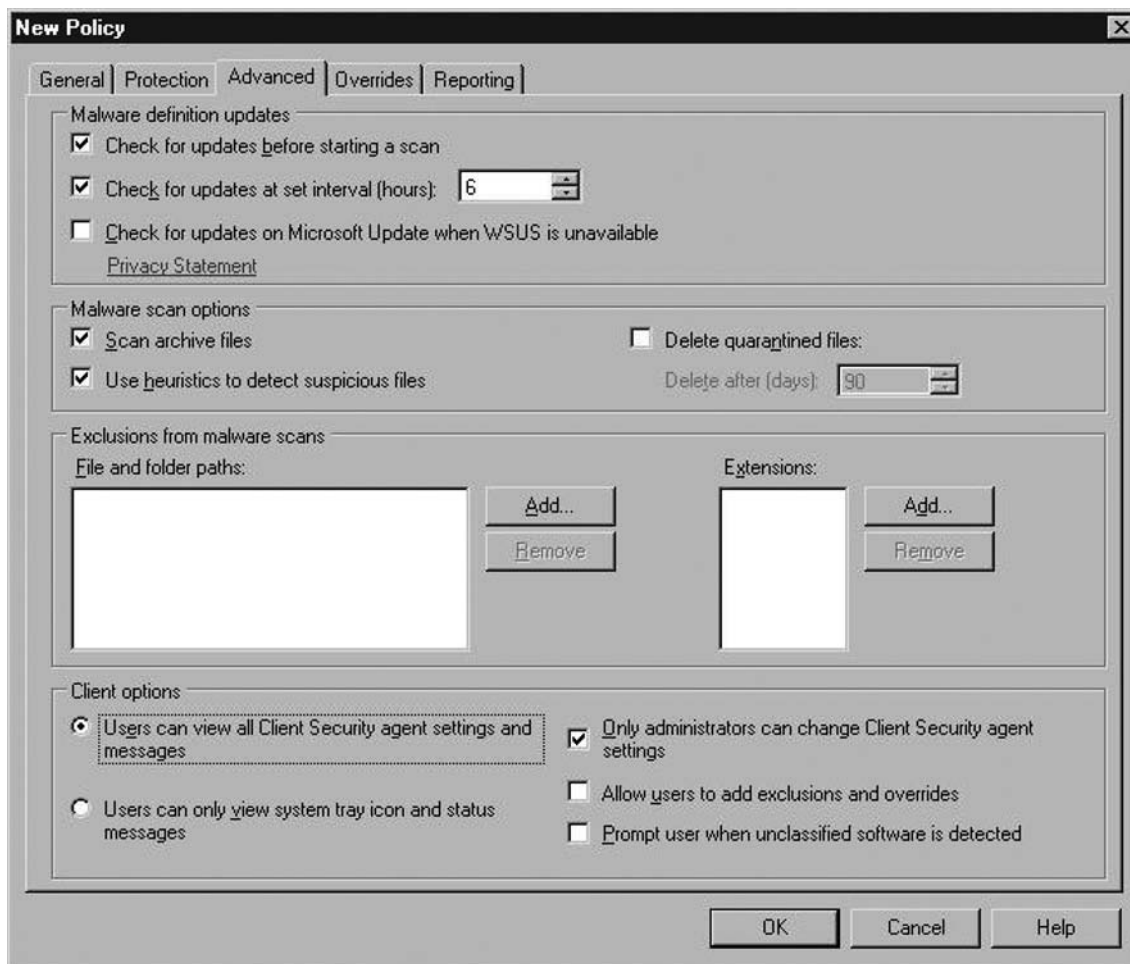 New Policy
General Protection Advanced Overrides Reporting
Malware definition updates
Check for updates before starting a scan
Check for updates at set interval (hours): 6
Check for updates on Microsoft Update when WSUS is unavailable
Privacy Statement
Malware scan options
Scan archive files
Delete quarantined files:
Use heuristics to detect suspicious files
Delete after (days): 90
Exclusions from malware scans
File and folder paths:
Extensions:
Add...
Remove
Add...
Remove
Client options
Users can view all Client Security agent settings and
messages
Users can only view system tray icon and status
messages
Only administrators can change Client Security agent
settings
Allow users to add exclusions and overrides
Prompt user when unclassified software is detected
OK Cancel Help